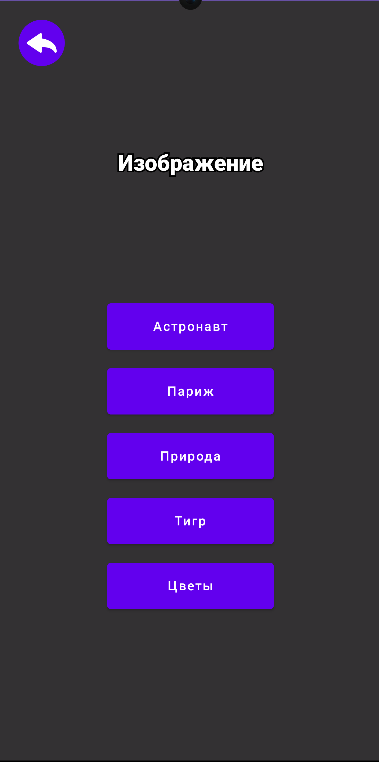 Изображение
Астронавт
Париж
Природа
Тигр
Цветы